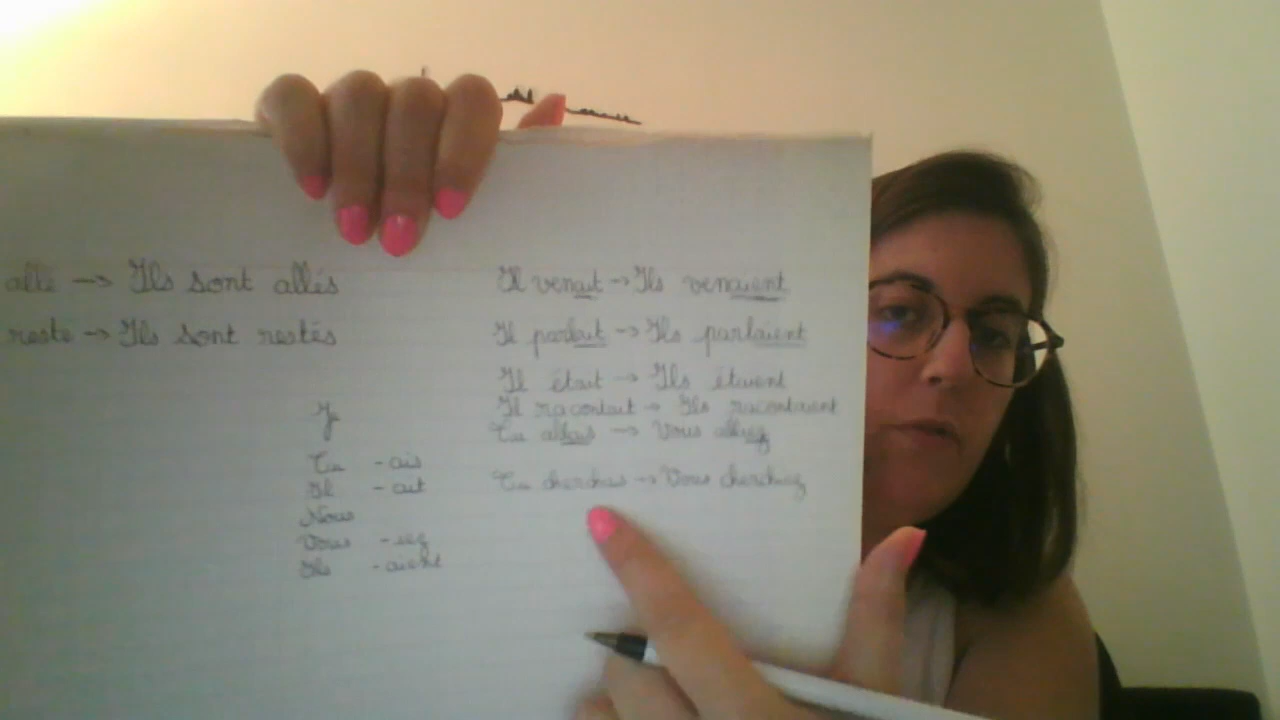 allé → Ils sont allés
resté → Ils sont restés
Il venait → Ils venaient
Il parlait → Ils parlaient
Il était → Ils étaient
Il racontait → Ils racontaient
Tu allais → Vous alliez
Tu cherchais → Vous cherchiez
Je
Tu - ais
Il - ait
Nous
Vous - iez
Ils - aient